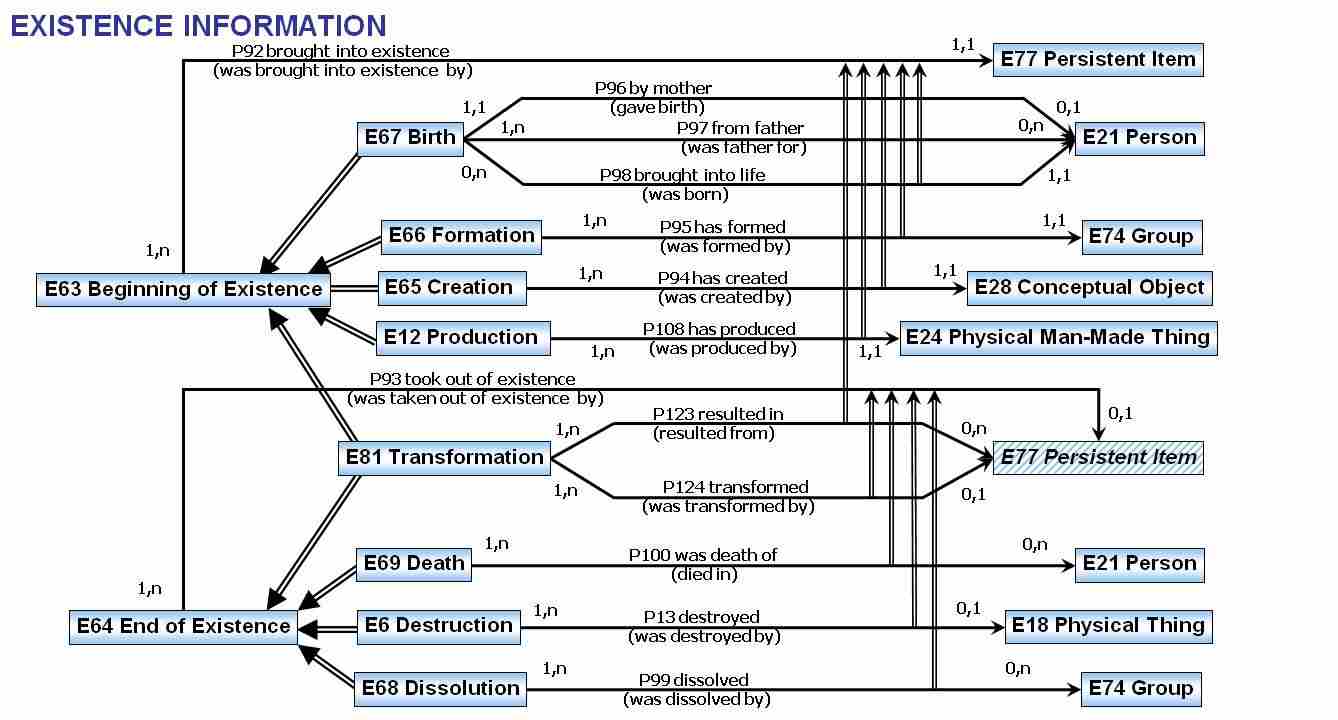 EXISTENCE INFORMATION
P92 brought into existence
(was brought into existence by)
1,1
E77 Persistent Item
P96 by mother
(gave birth)
1,1
0,1
E67 Birth
1,n
P97 from father
(was father for)
0,n
E21 Person
0,n
P98 brought into life
(was born)
1,1
1,n
E66 Formation
1,n
P95 has formed
(was formed by)
1,1
E74 Group
E63 Beginning of Existence
E65 Creation
1,n
P94 has created
(was created by)
1,1
E28 Conceptual Object
E12 Production
1,n
P108 has produced
(was produced by)
1,1
E24 Physical Man-Made Thing
P93 took out of existence
(was taken out of existence by)
0,1
1,n
P123 resulted in
(resulted from)
0,n
E81 Transformation
E77 Persistent Item
1,n
P124 transformed
(was transformed by)
0,1
1,n
E69 Death
1,n
P100 was death of
(died in)
0,n
E21 Person
E64 End of Existence
E6 Destruction
1,n
P13 destroyed
(was destroyed by)
0,1
E18 Physical Thing
E68 Dissolution
1,n
P99 dissolved
(was dissolved by)
0,n
E74 Group